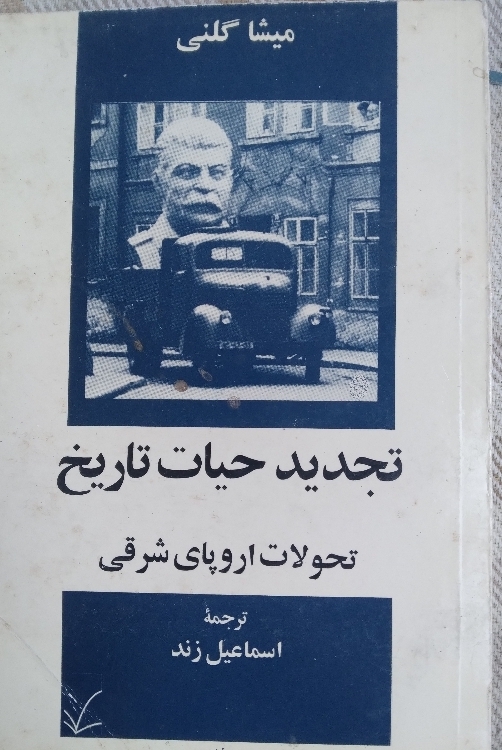 میشا گلنی
تجدید حیات تاریخ
تحولات اروپای شرقی
ترجمهٔ
اسماعیل زند